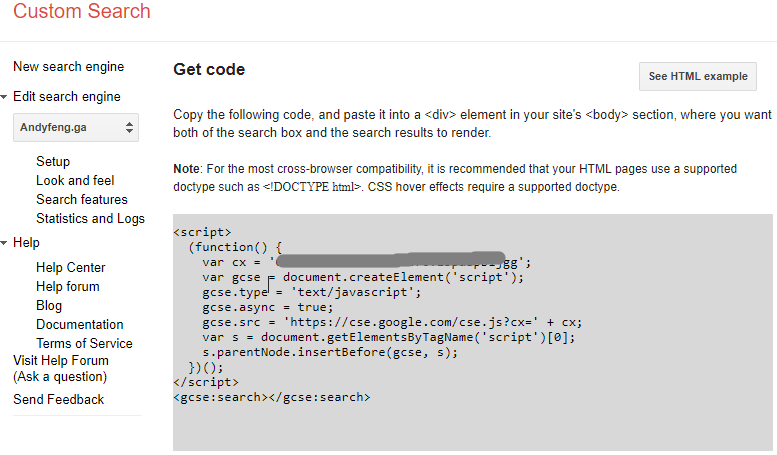 Custom Search
New search engine
Edit search engine
Andyfeng.ga
Setup
Look and feel
Search features
Statistics and Logs
Help
Help Center
Help forum
Blog
Documentation
Terms of Service
Visit Help Forum
(Ask a question)
Send Feedback
Get code
See HTML example
Copy the following code, and paste it into a <div> element in your site's <body> section, where you want
both of the search box and the search results to render.
Note: For the most cross-browser compatibility, it is recommended that your HTML pages use a supported
doctype such as <!DOCTYPE html>. CSS hover effects require a supported doctype.
<script>
(function() {
var cx = 'gg';
var gcse = document.createElement('script');
gcse.type = 'text/javascript';
gcse.async = true;
gcse.src = 'https://cse.google.com/cse.js?cx=' + cx;
var s = document.getElementsByTagName('script')[0];
s.parentNode.insertBefore(gcse, s);
})();
</script>
<gcse:search></gcse:search>